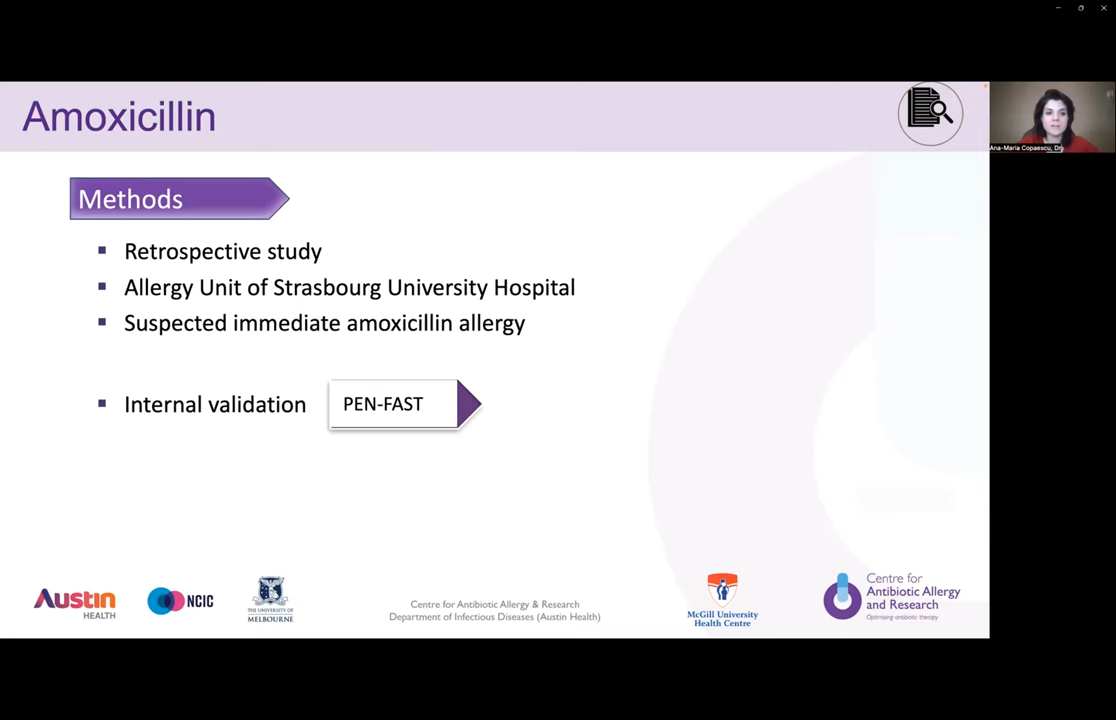 Amoxicillin
Ana-Maria Copaescu, Dr
Methods
Retrospective study
Allergy Unit of Strasbourg University Hospital
Suspected immediate amoxicillin allergy
Internal validation
PEN-FAST
Austin
HEALTH
NCIC
THE UNIVERSITY OF
MELBOURNE
Centre for Antibiotic Allergy & Research
Department of Infectious Diseases (Austin Health)
McGill University
Health Centre
Centre for
Antibiotic Allergy
and Research
Optimising antibiotic therapy